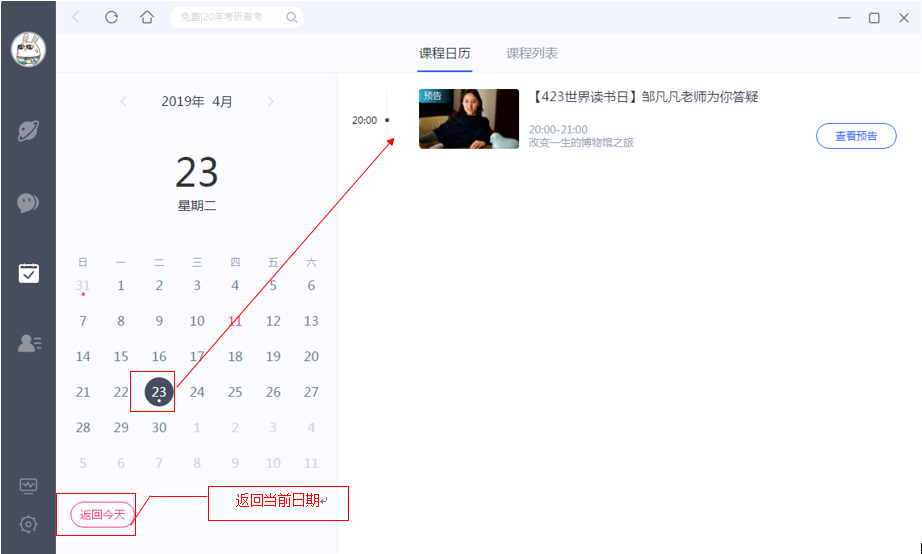 免费|20年考研备考
课程日历 课程列表
2019年 4月
23
星期二
日 一 二 三 四 五 六
31 1 2 3 4 5 6
7 8 9 10 11 12 13
14 15 16 17 18 19 20
21 22 23 24 25 26 27
28 29 30 1 2 3 4
5 6 7 8 9 10 11
返回今天
返回当前日期
20:00
预告
【423世界读书日】邹凡凡老师为你答疑
20:00-21:00
改变一生的博物馆之旅
查看预告